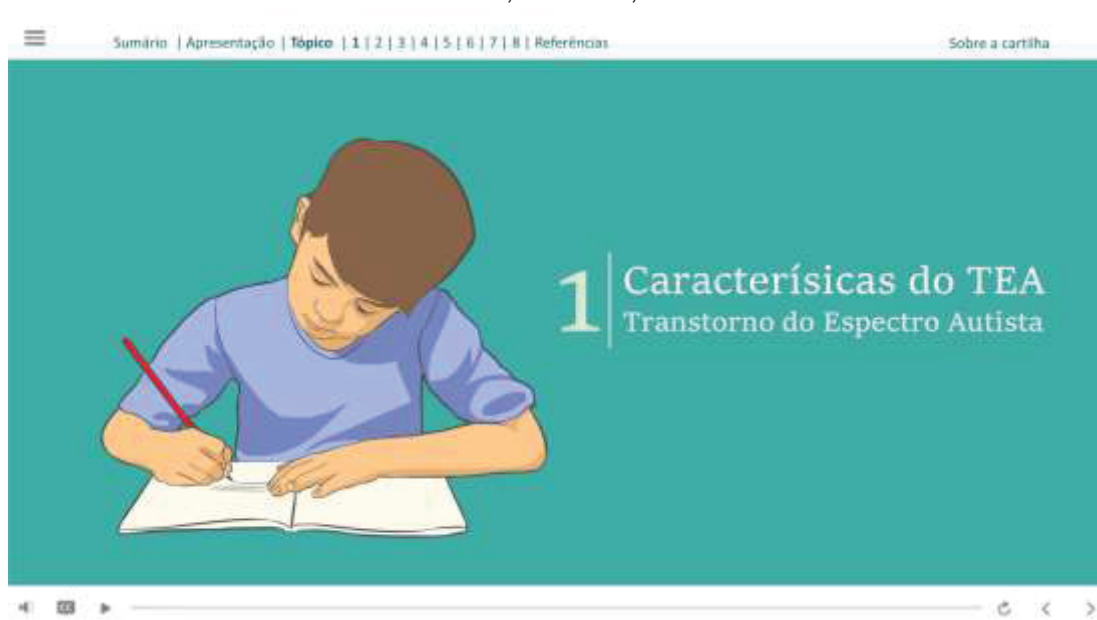 Sumário | Apresentação | Tópico | 1 | 2 | 3 | 4 | 5 | 6 | 7 | 8 | Referências
Sobre a cartilha
1
Caracterísicas do TEA
Transtorno do Espectro Autista
CC